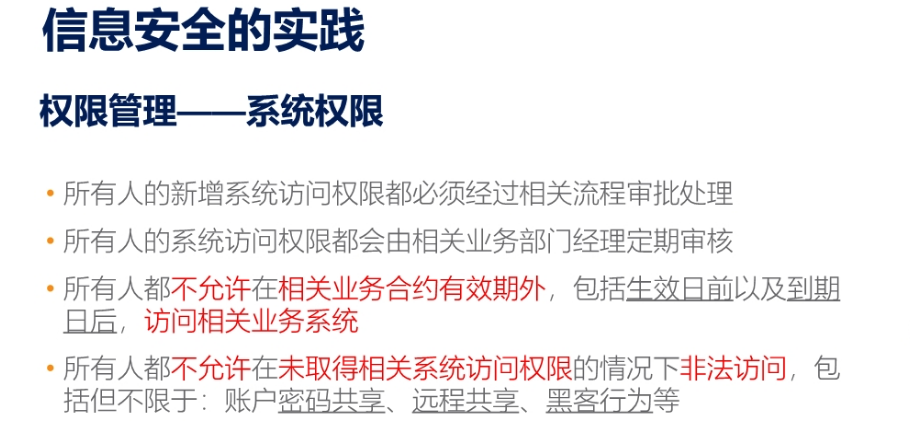 信息安全的实践
权限管理——系统权限
• 所有人的新增系统访问权限都必须经过相关流程审批处理
• 所有人的系统访问权限都会由相关业务部门经理定期审核
• 所有人都不允许在相关业务合约有效期外，包括生效日前以及到期
日后，访问相关业务系统
• 所有人都不允许在未取得相关系统访问权限的情况下非法访问，包
括但不限于：账户密码共享、远程共享、黑客行为等